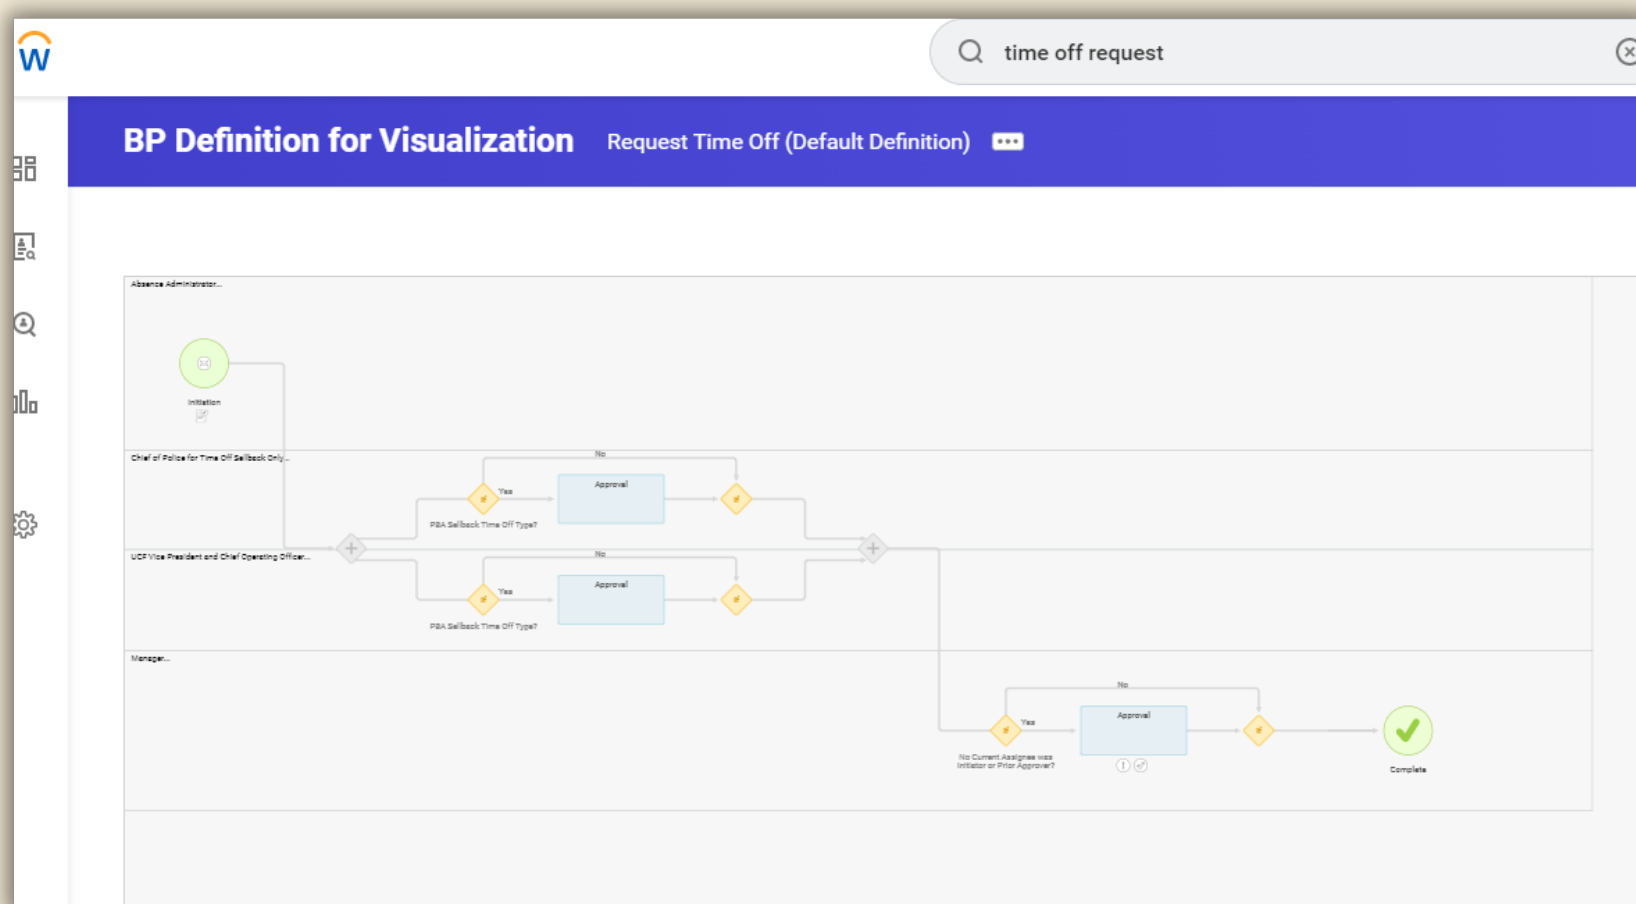 W
time off request
BP Definition for Visualization
Request Time Off (Default Definition)
Absence Administrator...
Initiation
Chief of Police for Time Off Sellback Only...
No
Yes
Approval
PBA Sellback Time Off Type?
UCF Vice President and Chief Operating Officer...
No
Yes
Approval
PBA Sellback Time Off Type?
Manager...
No
Yes
Approval
No Current Assignee was
Initiator or Prior Approver?
Complete